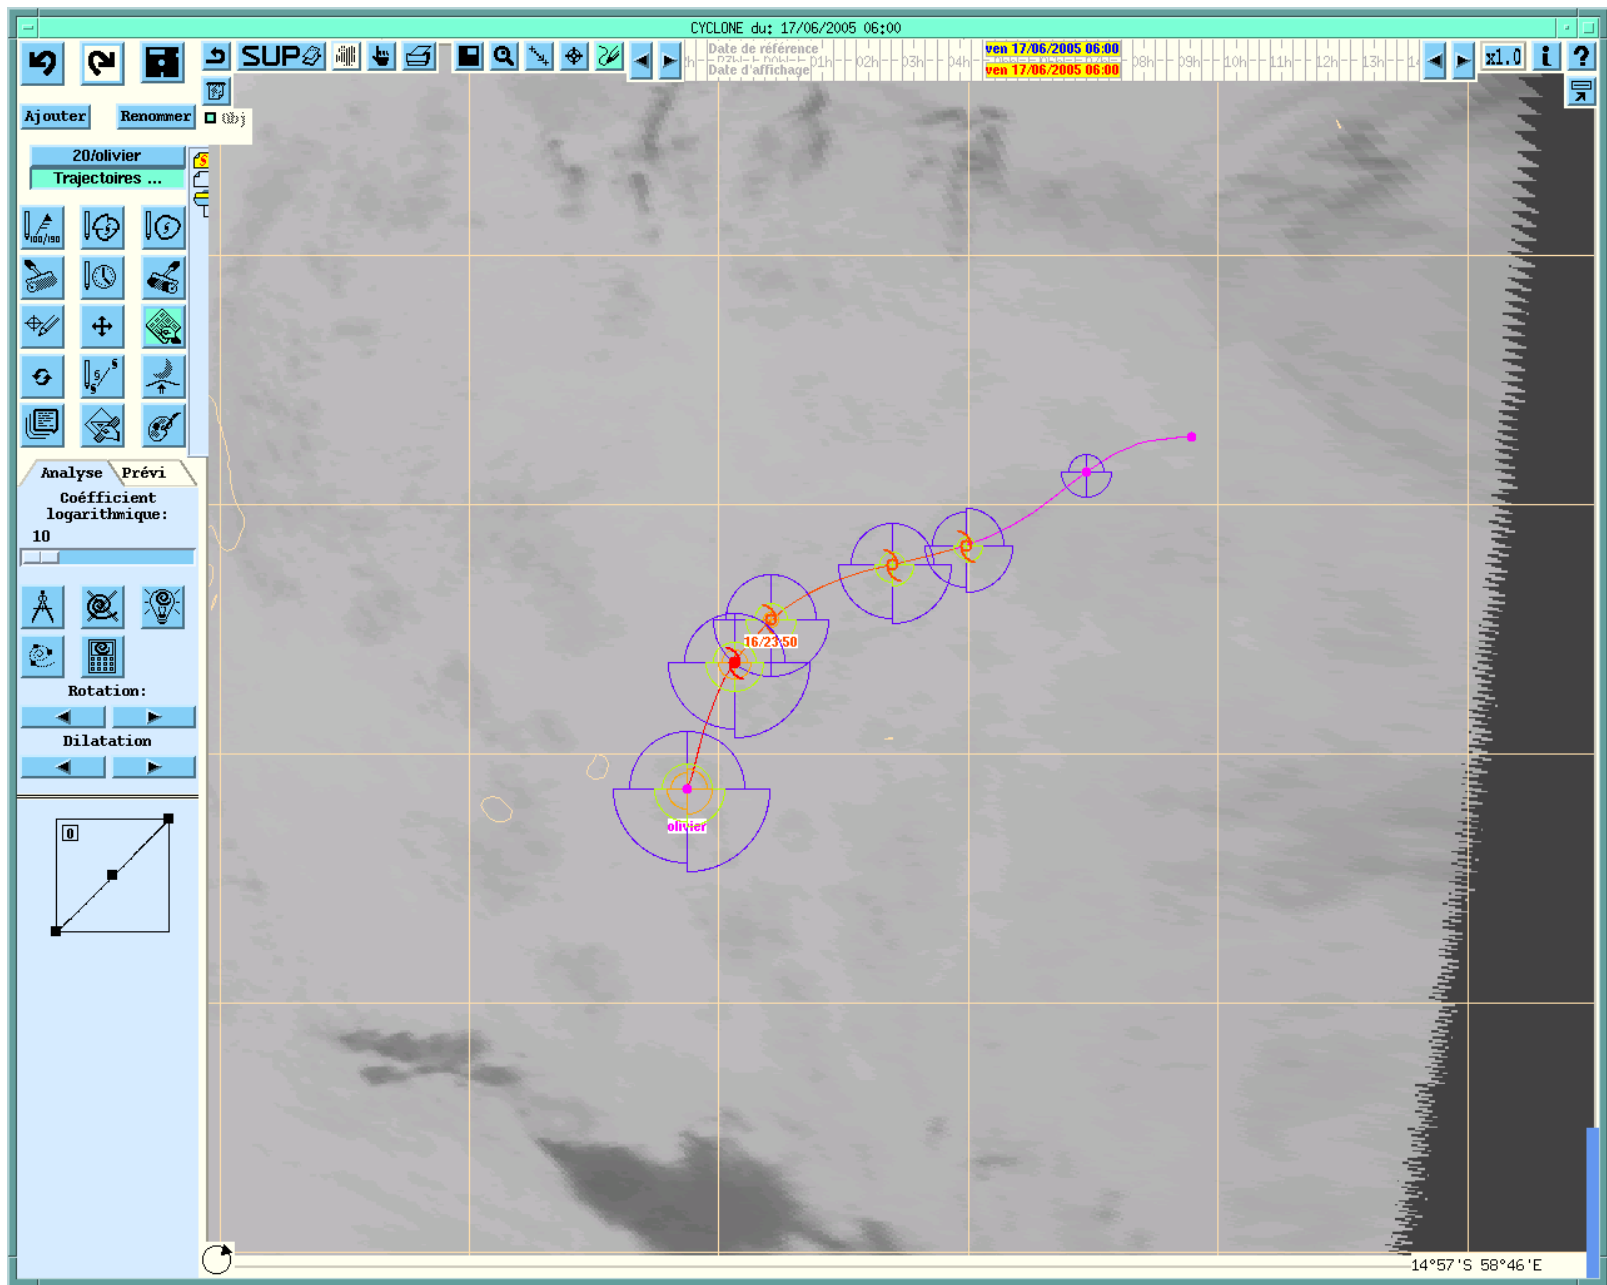 CYCLONE du: 17/06/2005 06:00
SUP
Date de référence
Date d'affichage
01h 02h 03h 04h
ven 17/06/2005 06:00
ven 17/06/2005 06:00
08h 09h 10h 11h 12h 13h
x1.0
i
?
Ajouter
Renommer
Obj
20/olivier
Trajectoires ...
100/190
Analyse
Prévi
Coéfficient
logarithmique:
10
Rotation:
Dilatation
0
16/23:50
olivier
14°57'S 58°46'E